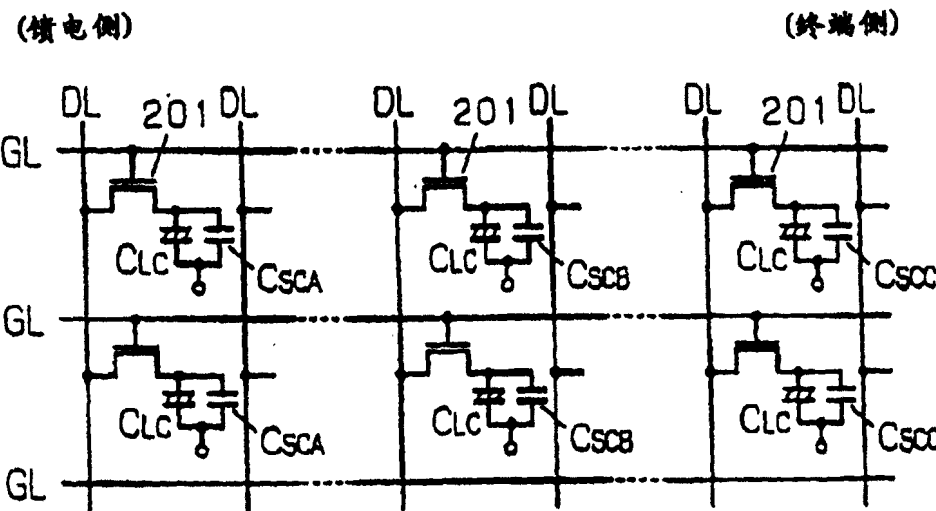 (馈电侧) (终端侧)
DL 201 DL DL 201 DL DL 201 DL
GL
CLC CSCA CLC CSCB CLC CSCC
GL
CLC CSCA CLC CSCB CLC CSCC
GL